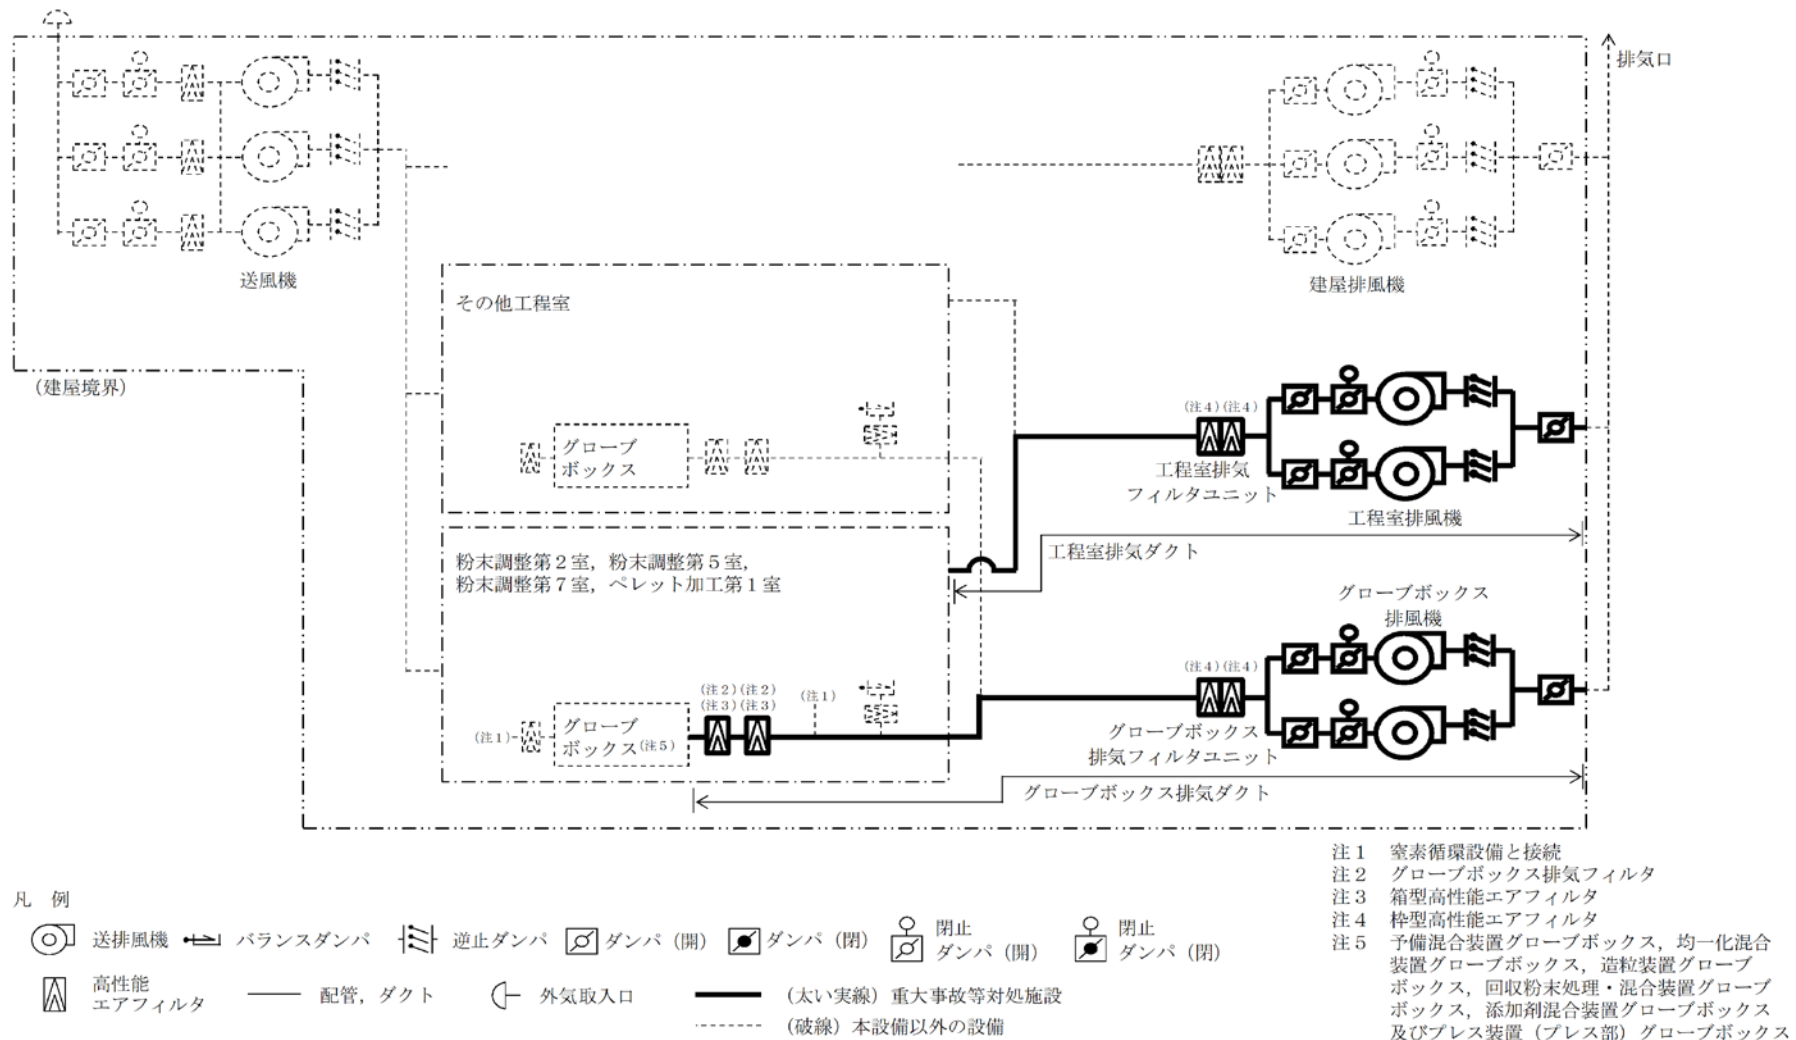 排気口
送風機
建屋排風機
その他工程室
（建屋境界）
グローブ
ボックス
(注４)(注４)
工程室排気
フィルタユニット
工程室排風機
工程室排気ダクト
粉末調整第２室，粉末調整第５室，
粉末調整第７室，ペレット加工第１室
グローブボックス
排風機
(注２)(注２)
(注３)(注３)
(注１)
(注４)(注４)
(注１)
グローブ
ボックス(注５)
グローブボックス
排気フィルタユニット
グローブボックス排気ダクト
注１　窒素循環設備と接続
注２　グローブボックス排気フィルタ
注３　箱型高性能エアフィルタ
注４　枠型高性能エアフィルタ
注５　予備混合装置グローブボックス，均一化混合
装置グローブボックス，造粒装置グローブ
ボックス，回収粉末処理・混合装置グローブ
ボックス，添加剤混合装置グローブボックス
及びプレス装置（プレス部）グローブボックス
凡　例
送排風機
バランスダンパ
逆止ダンパ
ダンパ（開）
ダンパ（閉）
閉止
ダンパ（開）
閉止
ダンパ（閉）
高性能
エアフィルタ
配管，ダクト
外気取入口
（太い実線）重大事故等対処施設
（破線）本設備以外の設備